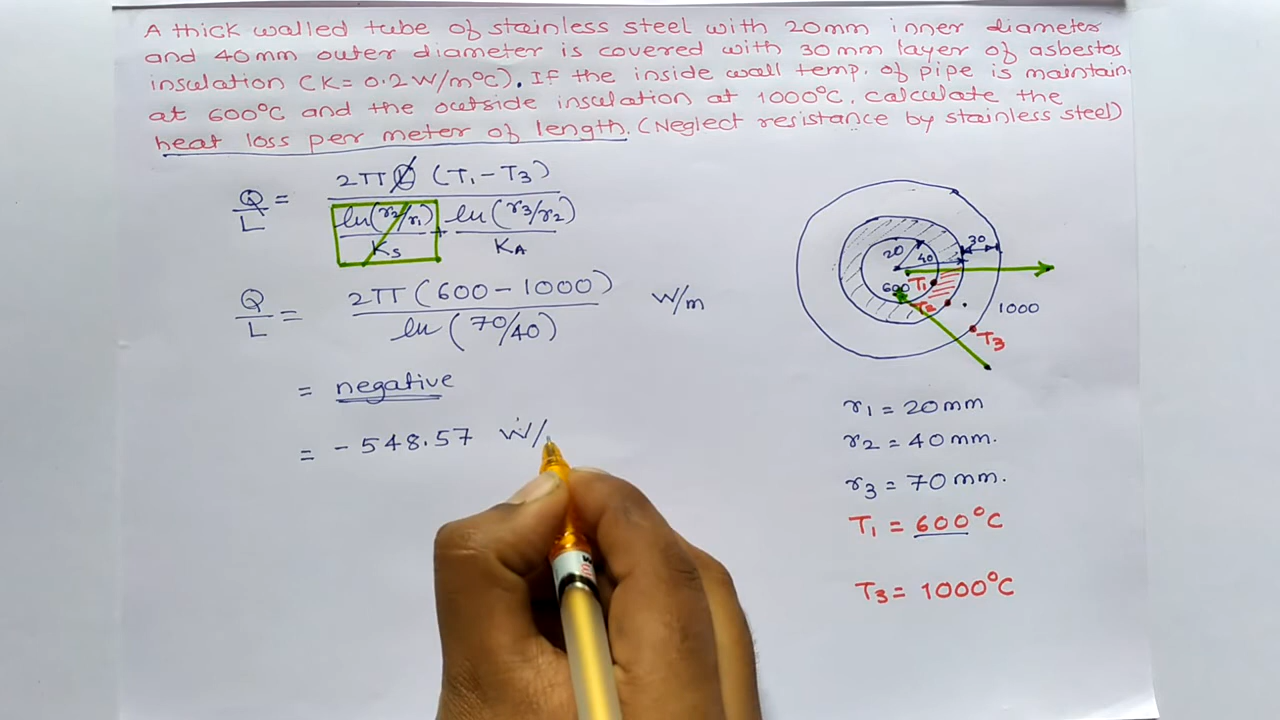 A thick walled tube of stainless steel with 20mm inner diameter
and 40mm outer diameter is covered with 30mm layer of asbestos
insulation (K= 0.2 W/m°C). If the inside wall temp. of pipe is maintain.
at 600°C and the outside insulation at 1000°C. calculate the
heat loss per meter of length. (Neglect resistance by stainless steel)
Q/L = 2πL (T₁ - T₃) / ln(r₂/r₁)/Ks + ln(r₃/r₂)/KA
Q/L = 2π(600 - 1000) / ln(70/40) W/m
= negative
= - 548.57 W/
20
40
30
600
T₁
T₂
1000
T₃
r₁ = 20mm
r₂ = 40mm.
r₃ = 70mm.
T₁ = 600°C
T₃ = 1000°C